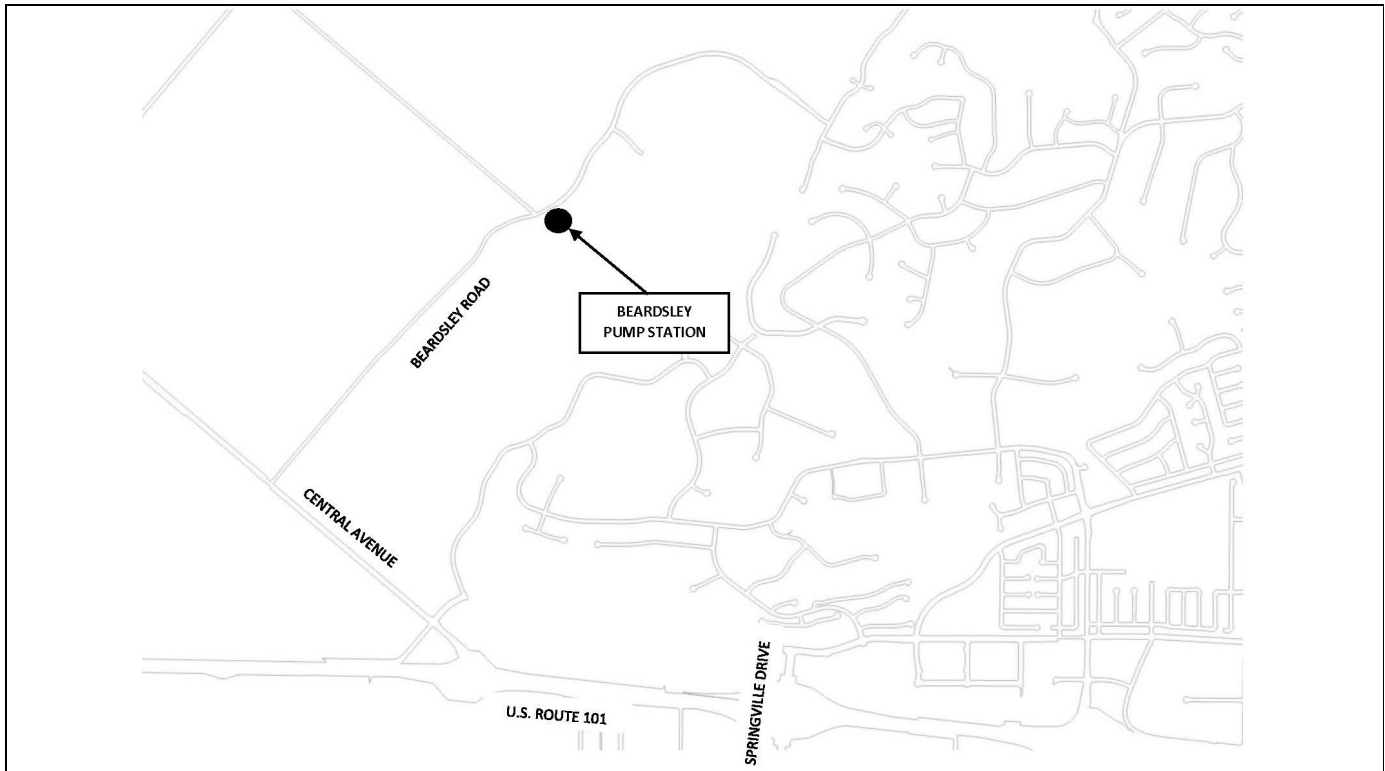 BEARDSLEY ROAD
BEARDSLEY
PUMP STATION
CENTRAL AVENUE
U.S. ROUTE 101
SPRINGVILLE DRIVE